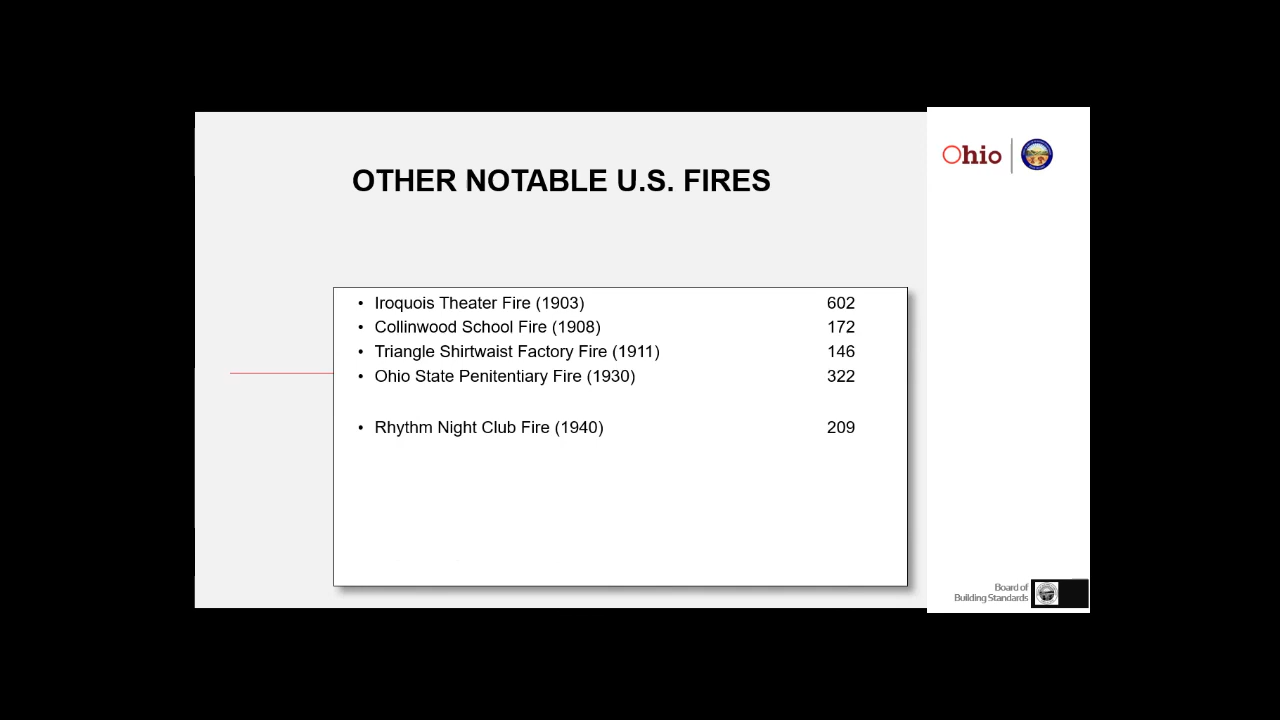 OTHER NOTABLE U.S. FIRES
Ohio
• Iroquois Theater Fire (1903) 602
• Collinwood School Fire (1908) 172
• Triangle Shirtwaist Factory Fire (1911) 146
• Ohio State Penitentiary Fire (1930) 322
• Rhythm Night Club Fire (1940) 209
Board of
Building Standards